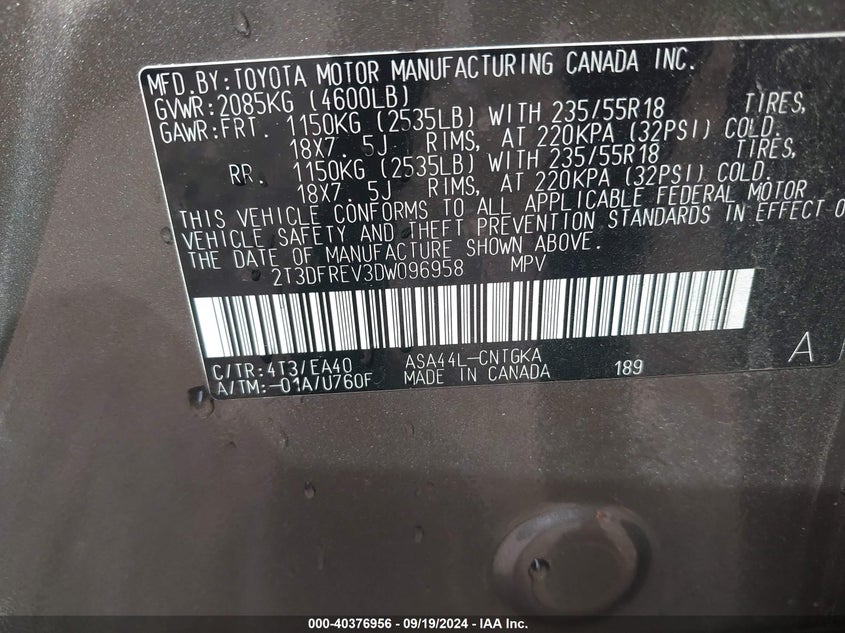 MFD.BY:TOYOTA MOTOR MANUFACTURING CANADA INC.
GVWR:2085KG (4600LB)
GAWR:FRT. 1150KG (2535LB) WITH 235/55R18 TIRES,
18X7.5J RIMS, AT 220KPA (32PSI) COLD.
RR. 1150KG (2535LB) WITH 235/55R18 TIRES,
18X7.5J RIMS, AT 220KPA (32PSI) COLD.
THIS VEHICLE CONFORMS TO ALL APPLICABLE FEDERAL MOTOR
VEHICLE SAFETY AND THEFT PREVENTION STANDARDS IN EFFECT O
THE DATE OF MANUFACTURE SHOWN ABOVE.
2T3DFREV3DW096958 MPV
C/TR:4T3/EA40 ASA44L-CNTGKA A
A/TM:-01A/U760F MADE IN CANADA 189
000-40376956 - 09/19/2024 - IAA Inc.